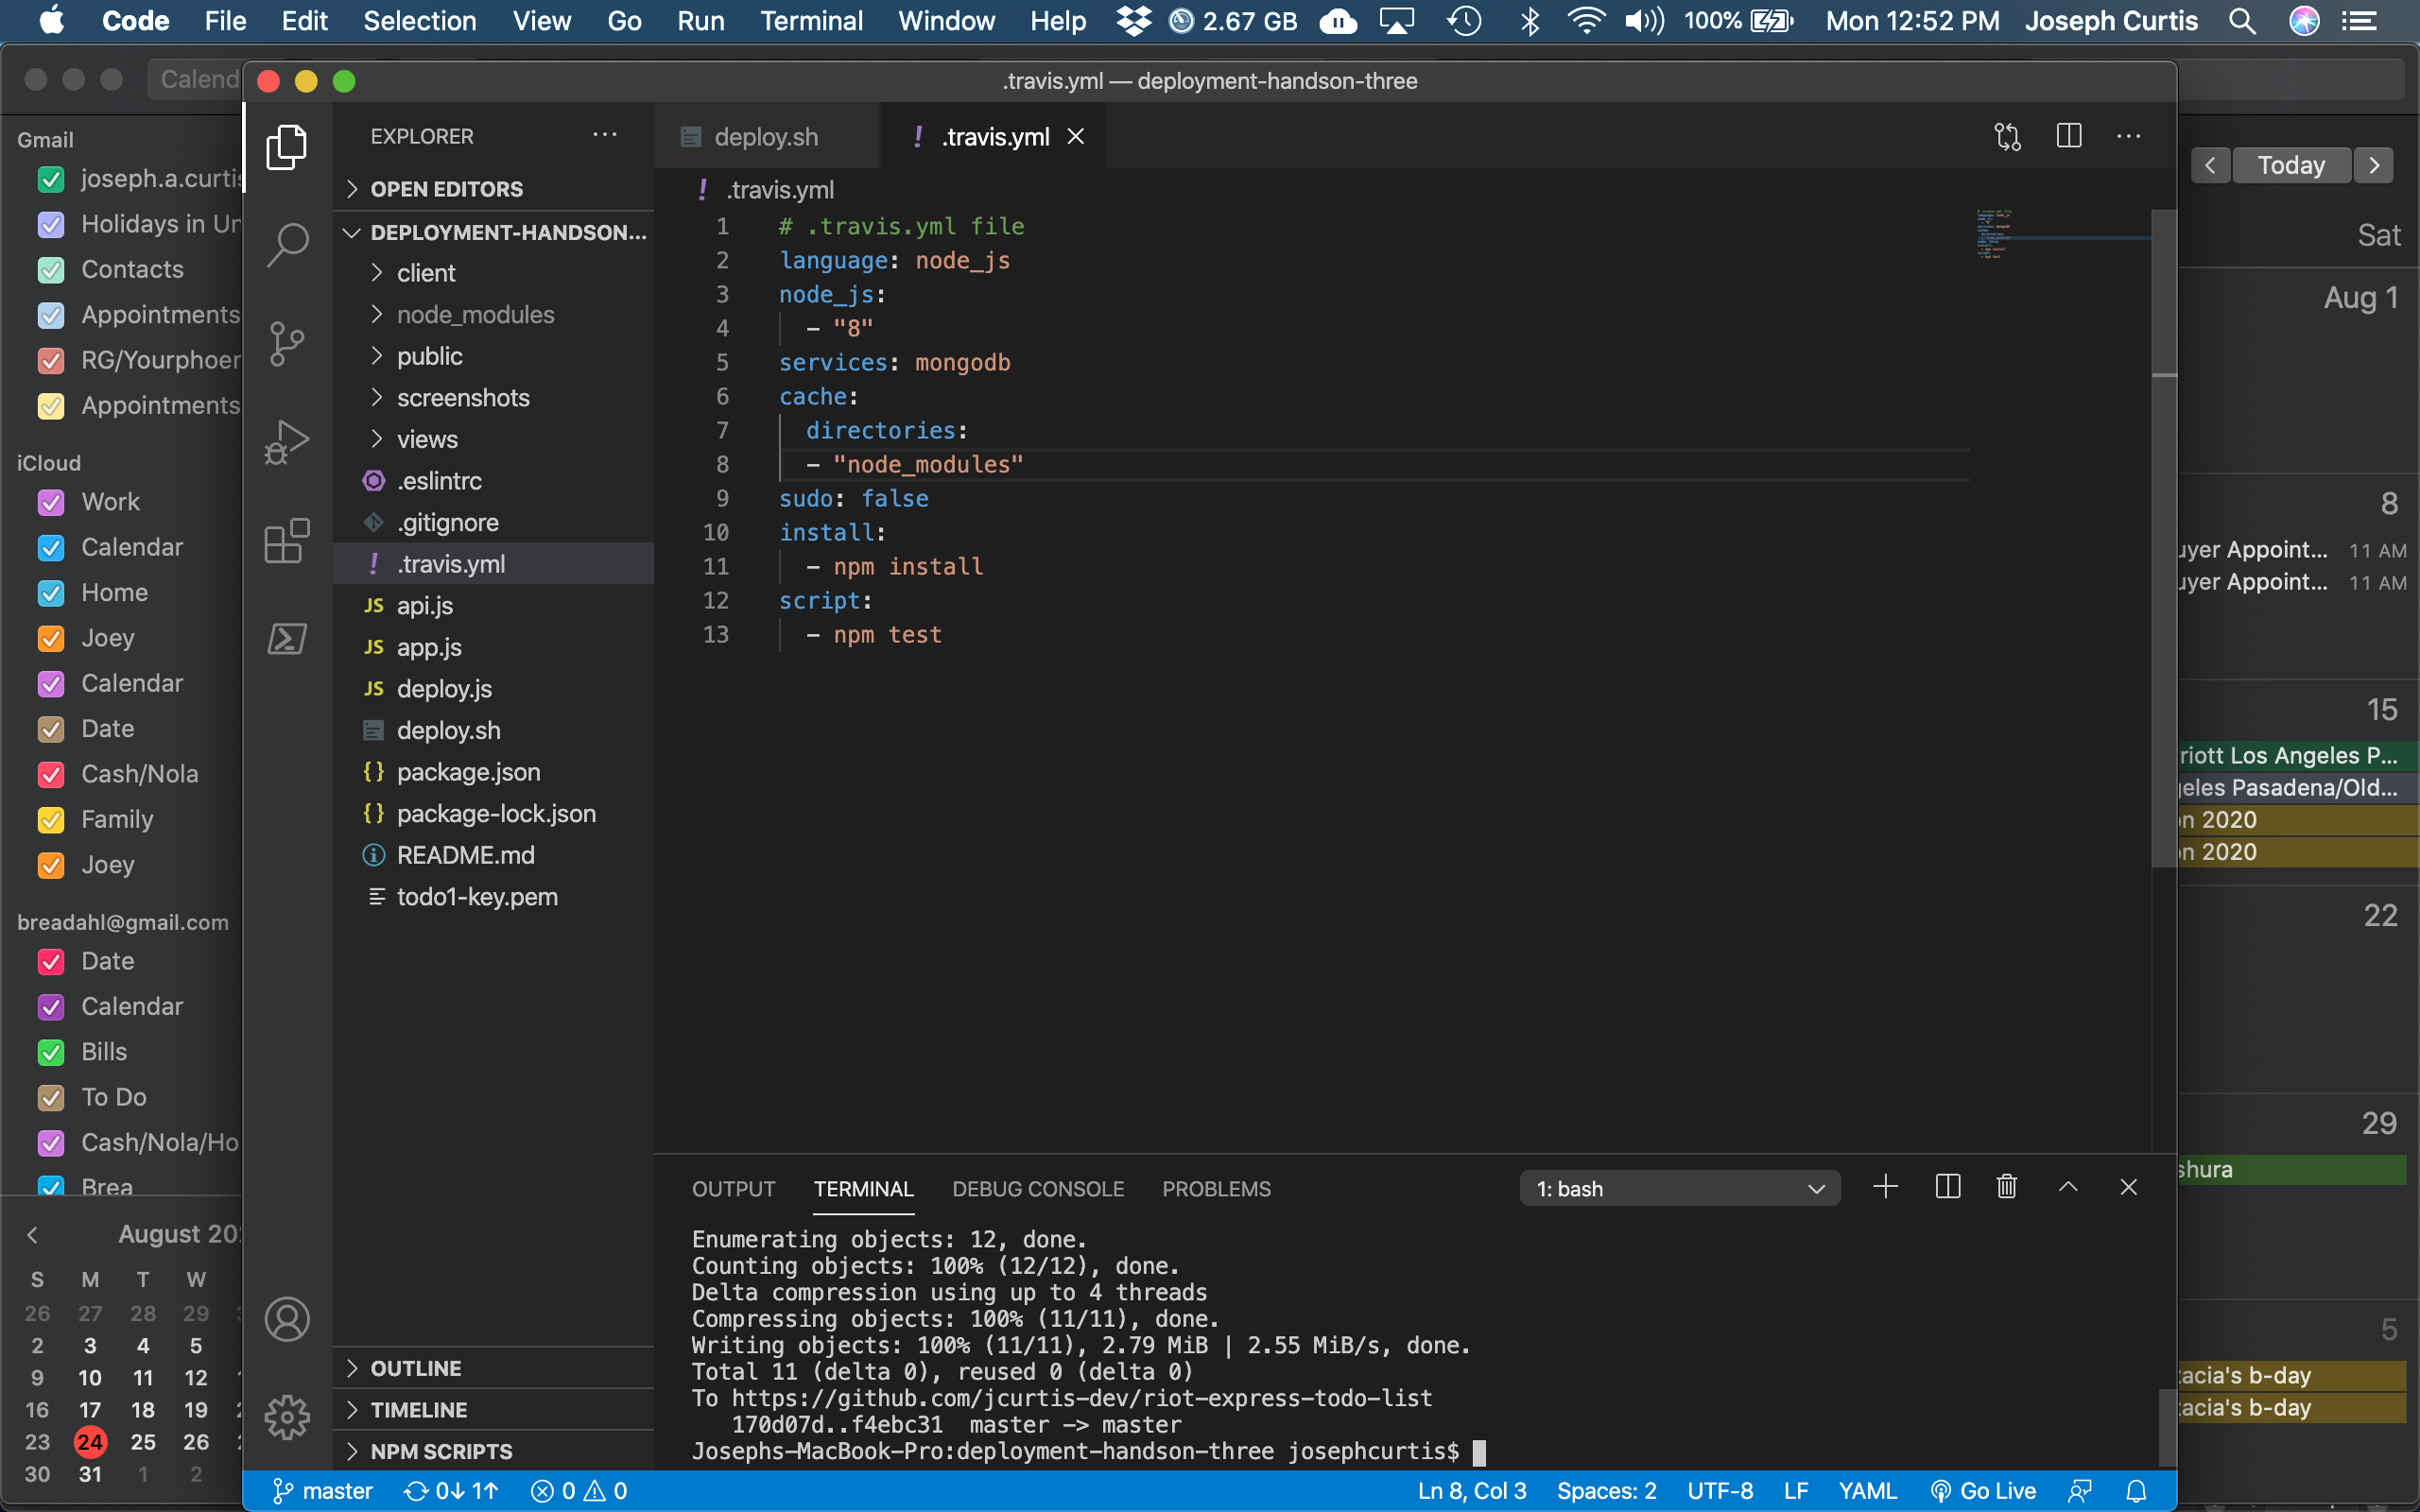 Code File Edit Selection View Go Run Terminal Window Help 2.67 GB 100% Mon 12:52 PM Joseph Curtis
Calend
.travis.yml — deployment-handson-three
Gmail
joseph.a.curtis
Holidays in Un
Contacts
Appointments
RG/Yourphoen
Appointments
iCloud
Work
Calendar
Home
Joey
Calendar
Date
Cash/Nola
Family
Joey
breadahl@gmail.com
Date
Calendar
Bills
To Do
Cash/Nola/Ho
Brea
August 20
S M T W
26 27 28 29
2 3 4 5
9 10 11 12
16 17 18 19
23 24 25 26
30 31 1 2
EXPLORER
OPEN EDITORS
DEPLOYMENT-HANDSON...
client
node_modules
public
screenshots
views
.eslintrc
.gitignore
.travis.yml
JS api.js
JS app.js
JS deploy.js
deploy.sh
{} package.json
{} package-lock.json
README.md
todo1-key.pem
OUTLINE
TIMELINE
NPM SCRIPTS
deploy.sh
! .travis.yml
! .travis.yml
1 # .travis.yml file
2 language: node_js
3 node_js:
4 - "8"
5 services: mongodb
6 cache:
7 directories:
8 - "node_modules"
9 sudo: false
10 install:
11 - npm install
12 script:
13 - npm test
OUTPUT TERMINAL DEBUG CONSOLE PROBLEMS 1: bash
Enumerating objects: 12, done.
Counting objects: 100% (12/12), done.
Delta compression using up to 4 threads
Compressing objects: 100% (11/11), done.
Writing objects: 100% (11/11), 2.79 MiB | 2.55 MiB/s, done.
Total 11 (delta 0), reused 0 (delta 0)
To https://github.com/jcurtis-dev/riot-express-todo-list
170d07d..f4ebc31 master -> master
Josephs-MacBook-Pro:deployment-handson-three josephcurtis$
master 0↓ 1↑ 0 0 Ln 8, Col 3 Spaces: 2 UTF-8 LF YAML Go Live
Today
Sat
Aug 1
8
uyer Appoint... 11 AM
uyer Appoint... 11 AM
15
riott Los Angeles P...
geles Pasadena/Old...
on 2020
on 2020
22
29
shura
5
tacia's b-day
tacia's b-day